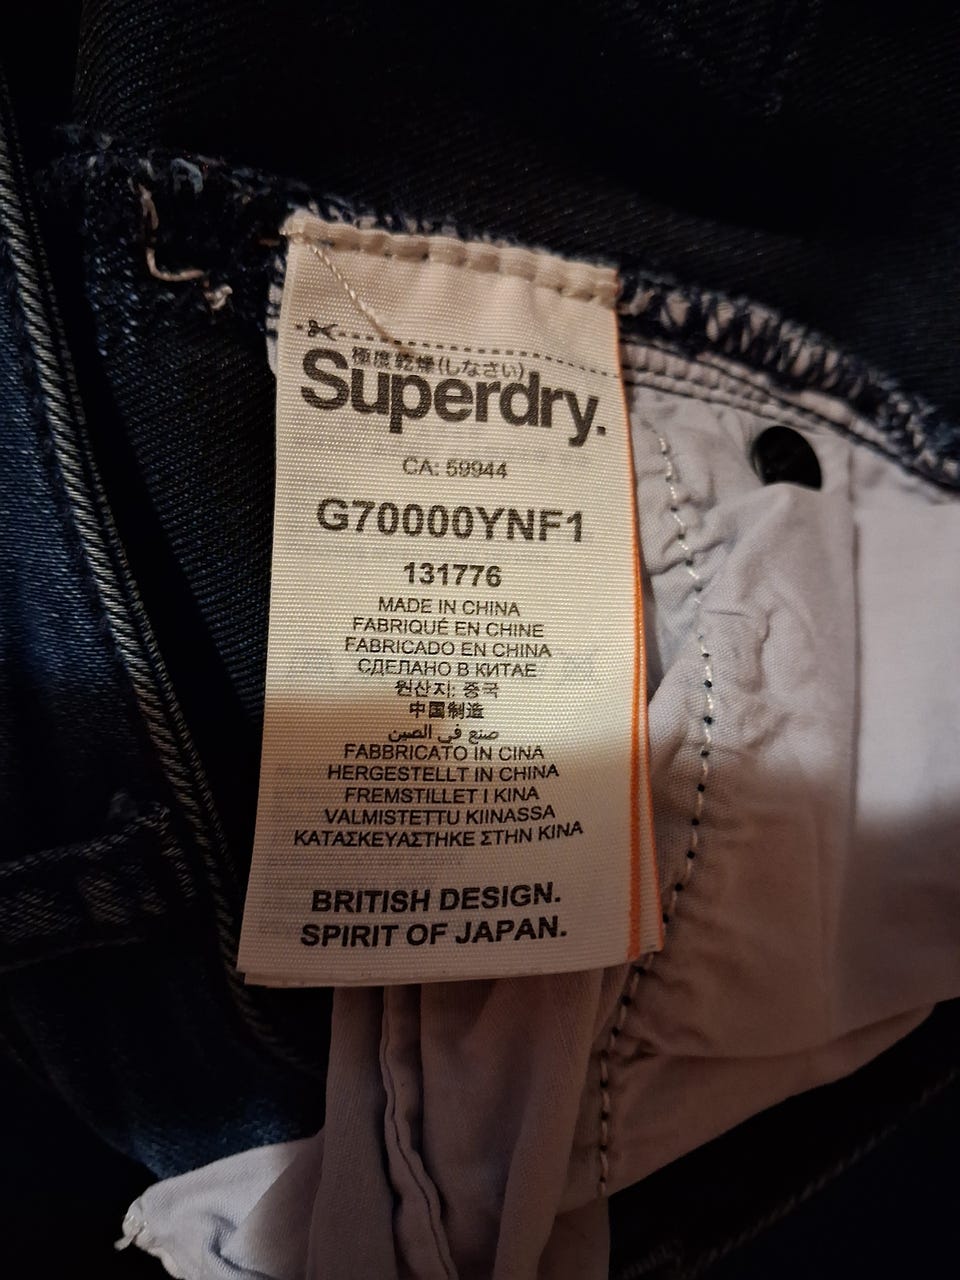 極度乾燥(しなさい)
Superdry.
CA: 59944
G70000YNF1
131776
MADE IN CHINA
FABRIQUÉ EN CHINE
FABRICADO EN CHINA
СДЕЛАНО В КИТАЕ
원산지: 중국
中国制造
صنع في الصين
FABBRICATO IN CINA
HERGESTELLT IN CHINA
FREMSTILLET I KINA
VALMISTETTU KIINASSA
ΚΑΤΑΣΚΕΥΑΣΤΗΚΕ ΣΤΗΝ ΚΙΝΑ
BRITISH DESIGN.
SPIRIT OF JAPAN.